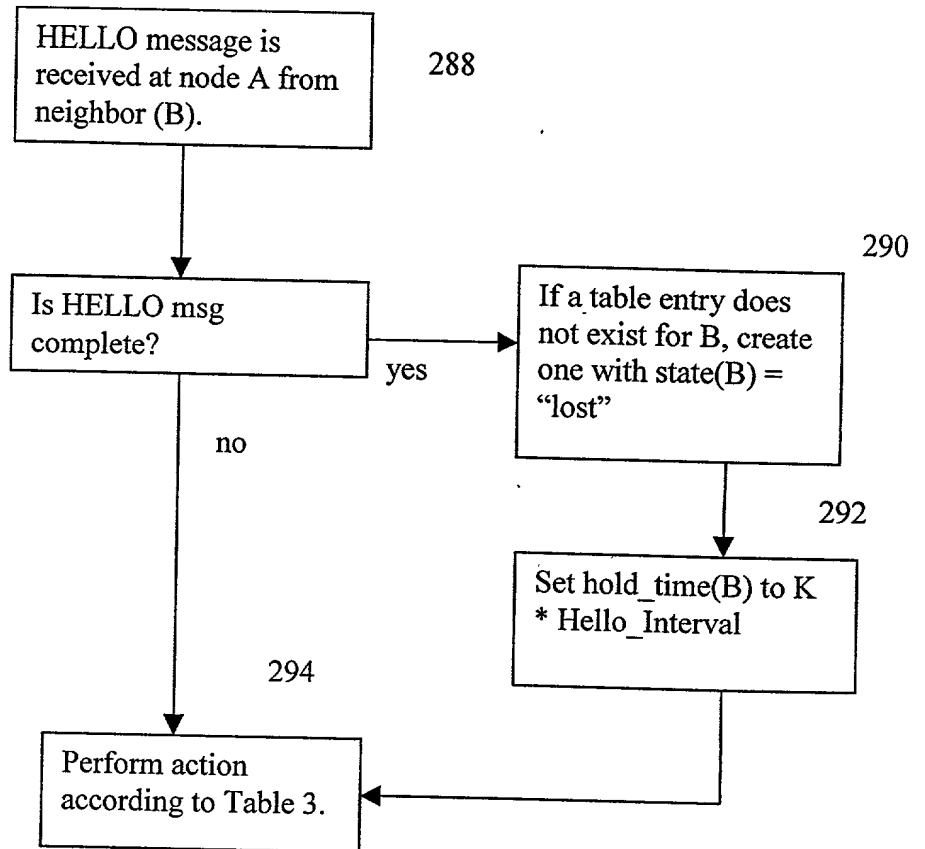 HELLO message is
received at node A from
neighbor (B).
288
290
Is HELLO msg
complete?
yes
no
If a table entry does
not exist for B, create
one with state(B) =
“lost”
292
Set hold_time(B) to K
* Hello_Interval
294
Perform action
according to Table 3.